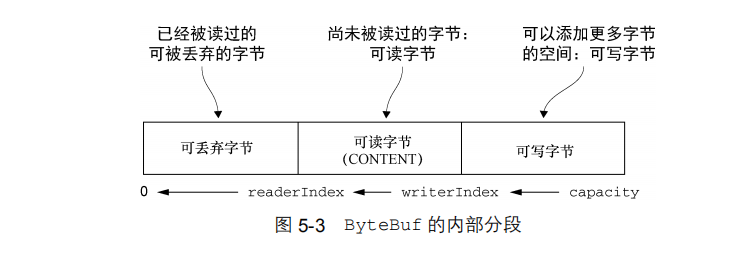 已经被读过的
可被丢弃的字节
尚未被读过的字节：
可读字节
可以添加更多字节
的空间：可写字节
可丢弃字节
可读字节
(CONTENT)
可写字节
0 readerIndex writerIndex capacity
图 5-3 ByteBuf 的内部分段